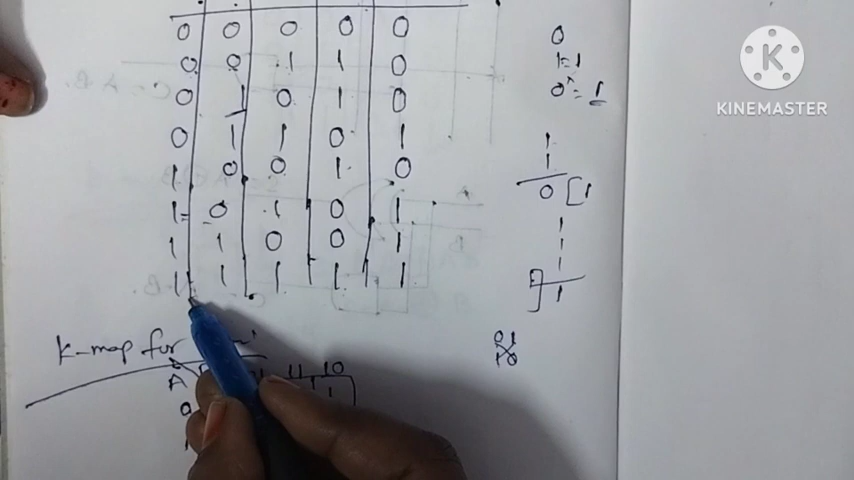 0 0 0 0 0
0 0 1 1 0
0 1 0 1 0
0 1 1 0 1
1 0 0 1 0
1 0 1 0 1
1 1 0 0 1
1 1 1 1 1
0
1=1
0
1
1
0 1
1
1
1
1
01
10
K-map for
A 11 10
0 1 1
K
KINEMASTER